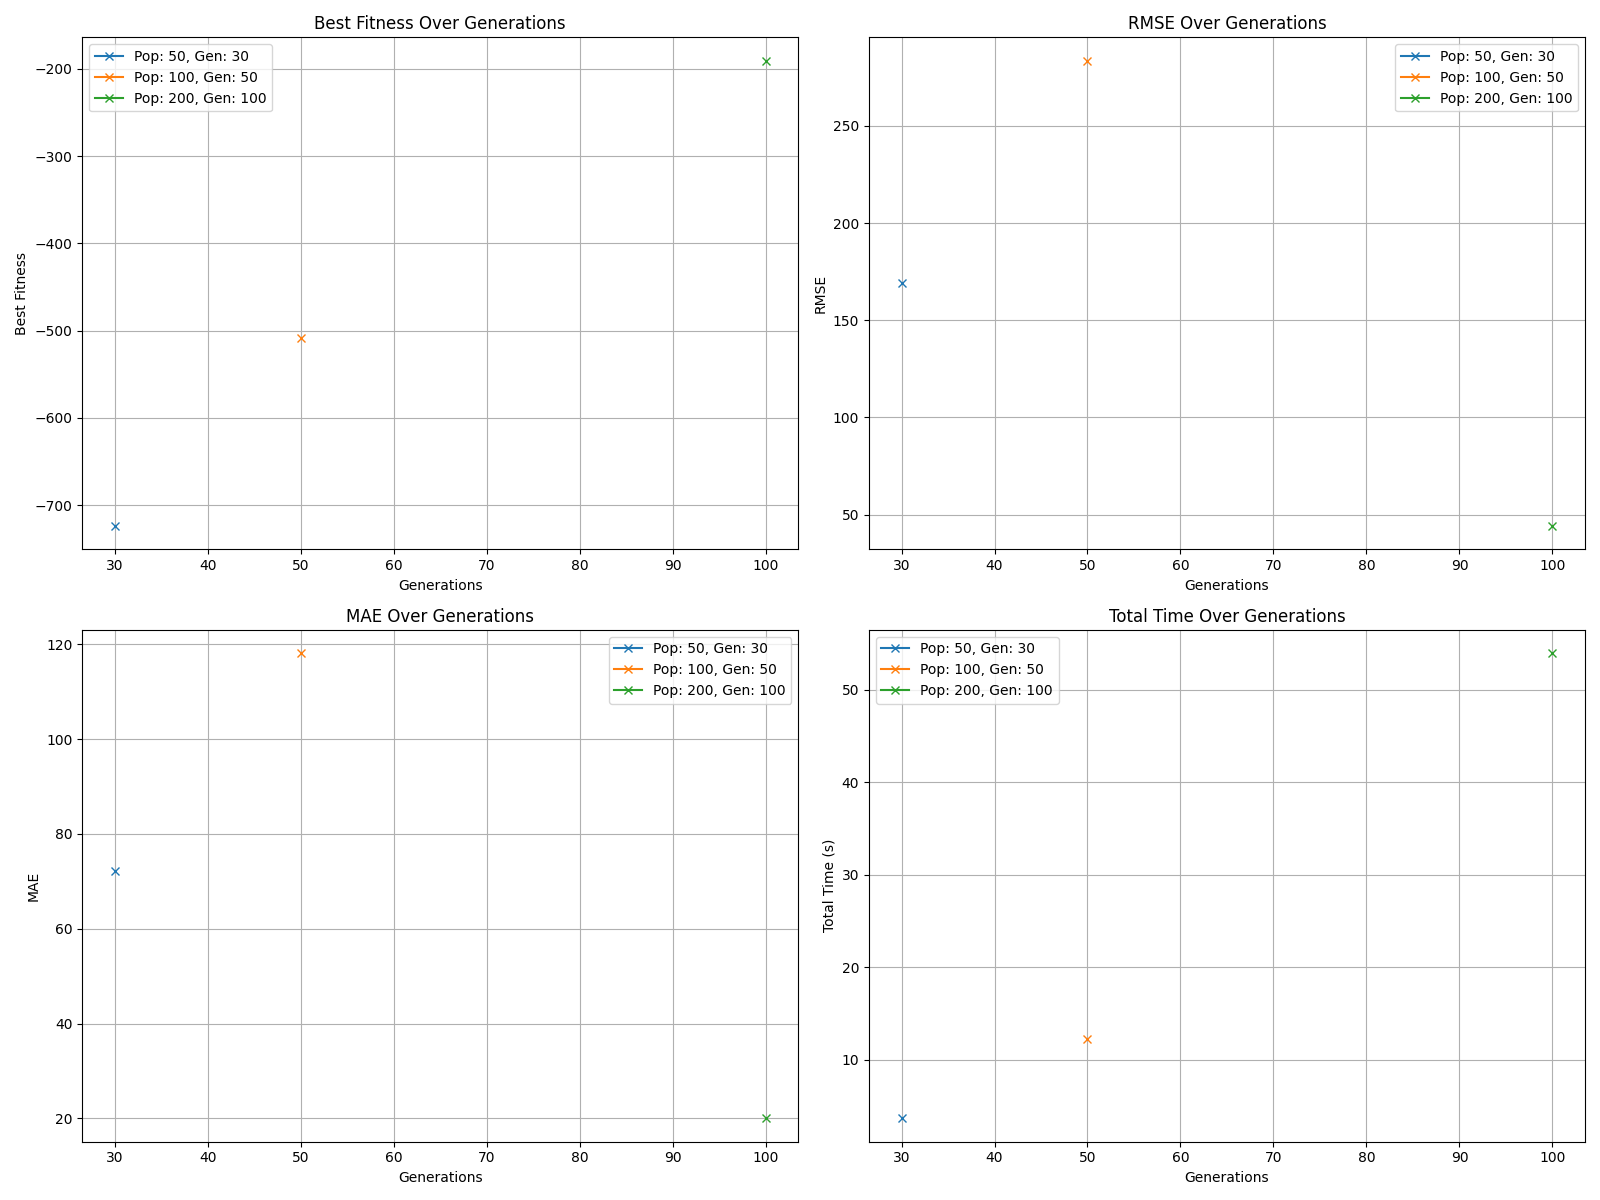 Best Fitness Over Generations
Pop: 50, Gen: 30
Pop: 100, Gen: 50
Pop: 200, Gen: 100
−200
−300
−400
−500
−600
−700
Best Fitness
30 40 50 60 70 80 90 100
Generations
RMSE Over Generations
Pop: 50, Gen: 30
Pop: 100, Gen: 50
Pop: 200, Gen: 100
250
200
150
100
50
RMSE
30 40 50 60 70 80 90 100
Generations
MAE Over Generations
Pop: 50, Gen: 30
Pop: 100, Gen: 50
Pop: 200, Gen: 100
120
100
80
60
40
20
MAE
30 40 50 60 70 80 90 100
Generations
Total Time Over Generations
Pop: 50, Gen: 30
Pop: 100, Gen: 50
Pop: 200, Gen: 100
50
40
30
20
10
Total Time (s)
30 40 50 60 70 80 90 100
Generations